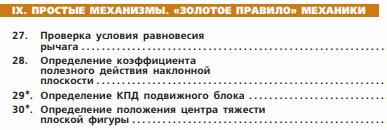 IX. ПРОСТЫЕ МЕХАНИЗМЫ. «ЗОЛОТОЕ ПРАВИЛО» МЕХАНИКИ
27. Проверка условия равновесия
рычага ........................................................
28. Определение коэффициента
полезного действия наклонной
плоскости ....................................................
29*. Определение КПД подвижного блока ........................
30*. Определение положения центра тяжести
плоской фигуры ..............................................